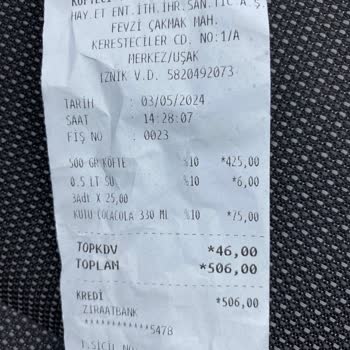 HAY.ET ENT.İTH.İHR.SAN.TİC A.Ş.
FEVZİ ÇAKMAK MAH.
KERESTECİLER CD. NO:1/A
MERKEZ/UŞAK
İZNİK V.D. 5820492073
TARİH : 03/05/2024
SAAT : 14:28:07
FİŞ NO : 0023
500 GR KÖFTE %10 *425,00
0.5 LT SU %10 *6,00
3Adt X 25,00
KUTU COCACOLA 330 ML %10 *75,00
TOPKDV *46,00
TOPLAM *506,00
KREDİ *506,00
ZİRAATBANK
************5478